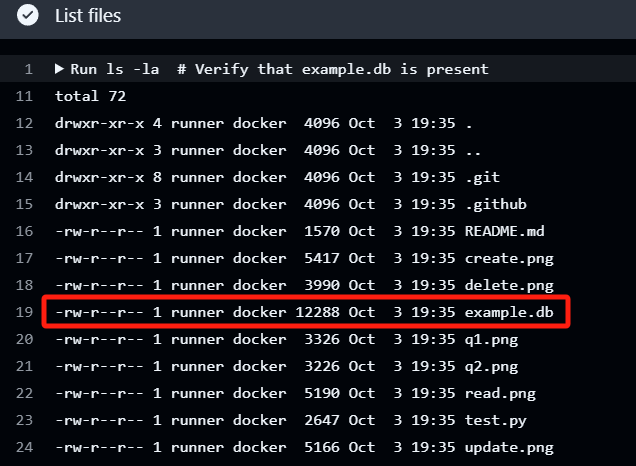 List files
1 Run ls -la  # Verify that example.db is present
11 total 72
12 drwxr-xr-x 4 runner docker  4096 Oct  3 19:35 .
13 drwxr-xr-x 3 runner docker  4096 Oct  3 19:35 ..
14 drwxr-xr-x 8 runner docker  4096 Oct  3 19:35 .git
15 drwxr-xr-x 3 runner docker  4096 Oct  3 19:35 .github
16 -rw-r--r-- 1 runner docker  1570 Oct  3 19:35 README.md
17 -rw-r--r-- 1 runner docker  5417 Oct  3 19:35 create.png
18 -rw-r--r-- 1 runner docker  3990 Oct  3 19:35 delete.png
19 -rw-r--r-- 1 runner docker 12288 Oct  3 19:35 example.db
20 -rw-r--r-- 1 runner docker  3326 Oct  3 19:35 q1.png
21 -rw-r--r-- 1 runner docker  3226 Oct  3 19:35 q2.png
22 -rw-r--r-- 1 runner docker  5190 Oct  3 19:35 read.png
23 -rw-r--r-- 1 runner docker  2647 Oct  3 19:35 test.py
24 -rw-r--r-- 1 runner docker  5166 Oct  3 19:35 update.png